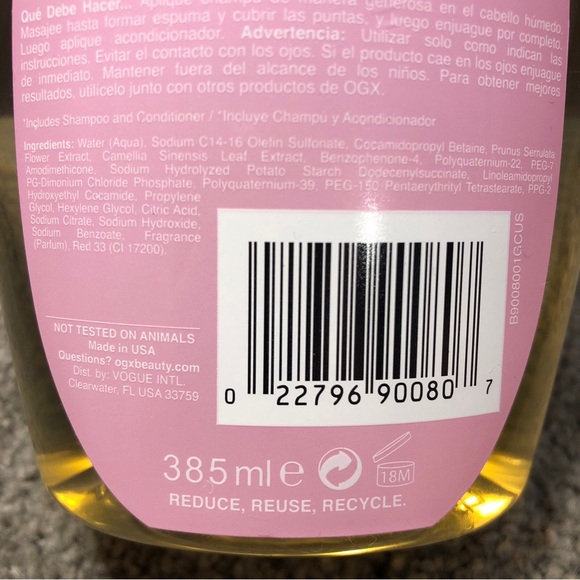 Qué Debe Hacer... Aplique champú de manera generosa en el cabello húmedo.
Masajee hasta formar espuma y cubrir las puntas, y luego enjuague por completo.
Luego aplique acondicionador. Advertencia: Utilizar solo como indican las
instrucciones. Evitar el contacto con los ojos. Si el producto cae en los ojos enjuague
de inmediato. Mantener fuera del alcance de los niños. Para obtener mejores
resultados, utilícelo junto con otros productos de OGX.
*Includes Shampoo and Conditioner / *Incluye Champú y Acondicionador
Ingredients: Water (Aqua), Sodium C14-16 Olefin Sulfonate, Cocamidopropyl Betaine, Prunus Serrulata
Flower Extract, Camellia Sinensis Leaf Extract, Benzophenone-4, Polyquaternium-22, PEG-7
Amodimethicone, Sodium Hydrolyzed Potato Starch Dodecenylsuccinate, Linoleamidopropyl
PG-Dimonium Chloride Phosphate, Polyquaternium-39, PEG-150 Pentaerythrityl Tetrastearate, PPG-2
Hydroxyethyl Cocamide, Propylene
Glycol, Hexylene Glycol, Citric Acid,
Sodium Citrate, Sodium Hydroxide,
Sodium Benzoate, Fragrance
(Parfum), Red 33 (CI 17200).
NOT TESTED ON ANIMALS
Made in USA
Questions? ogxbeauty.com
Dist. by: VOGUE INTL.
Clearwater, FL USA 33759
0 22796 90080 7
B9008001GCUS
385ml e 18M
REDUCE, REUSE, RECYCLE.